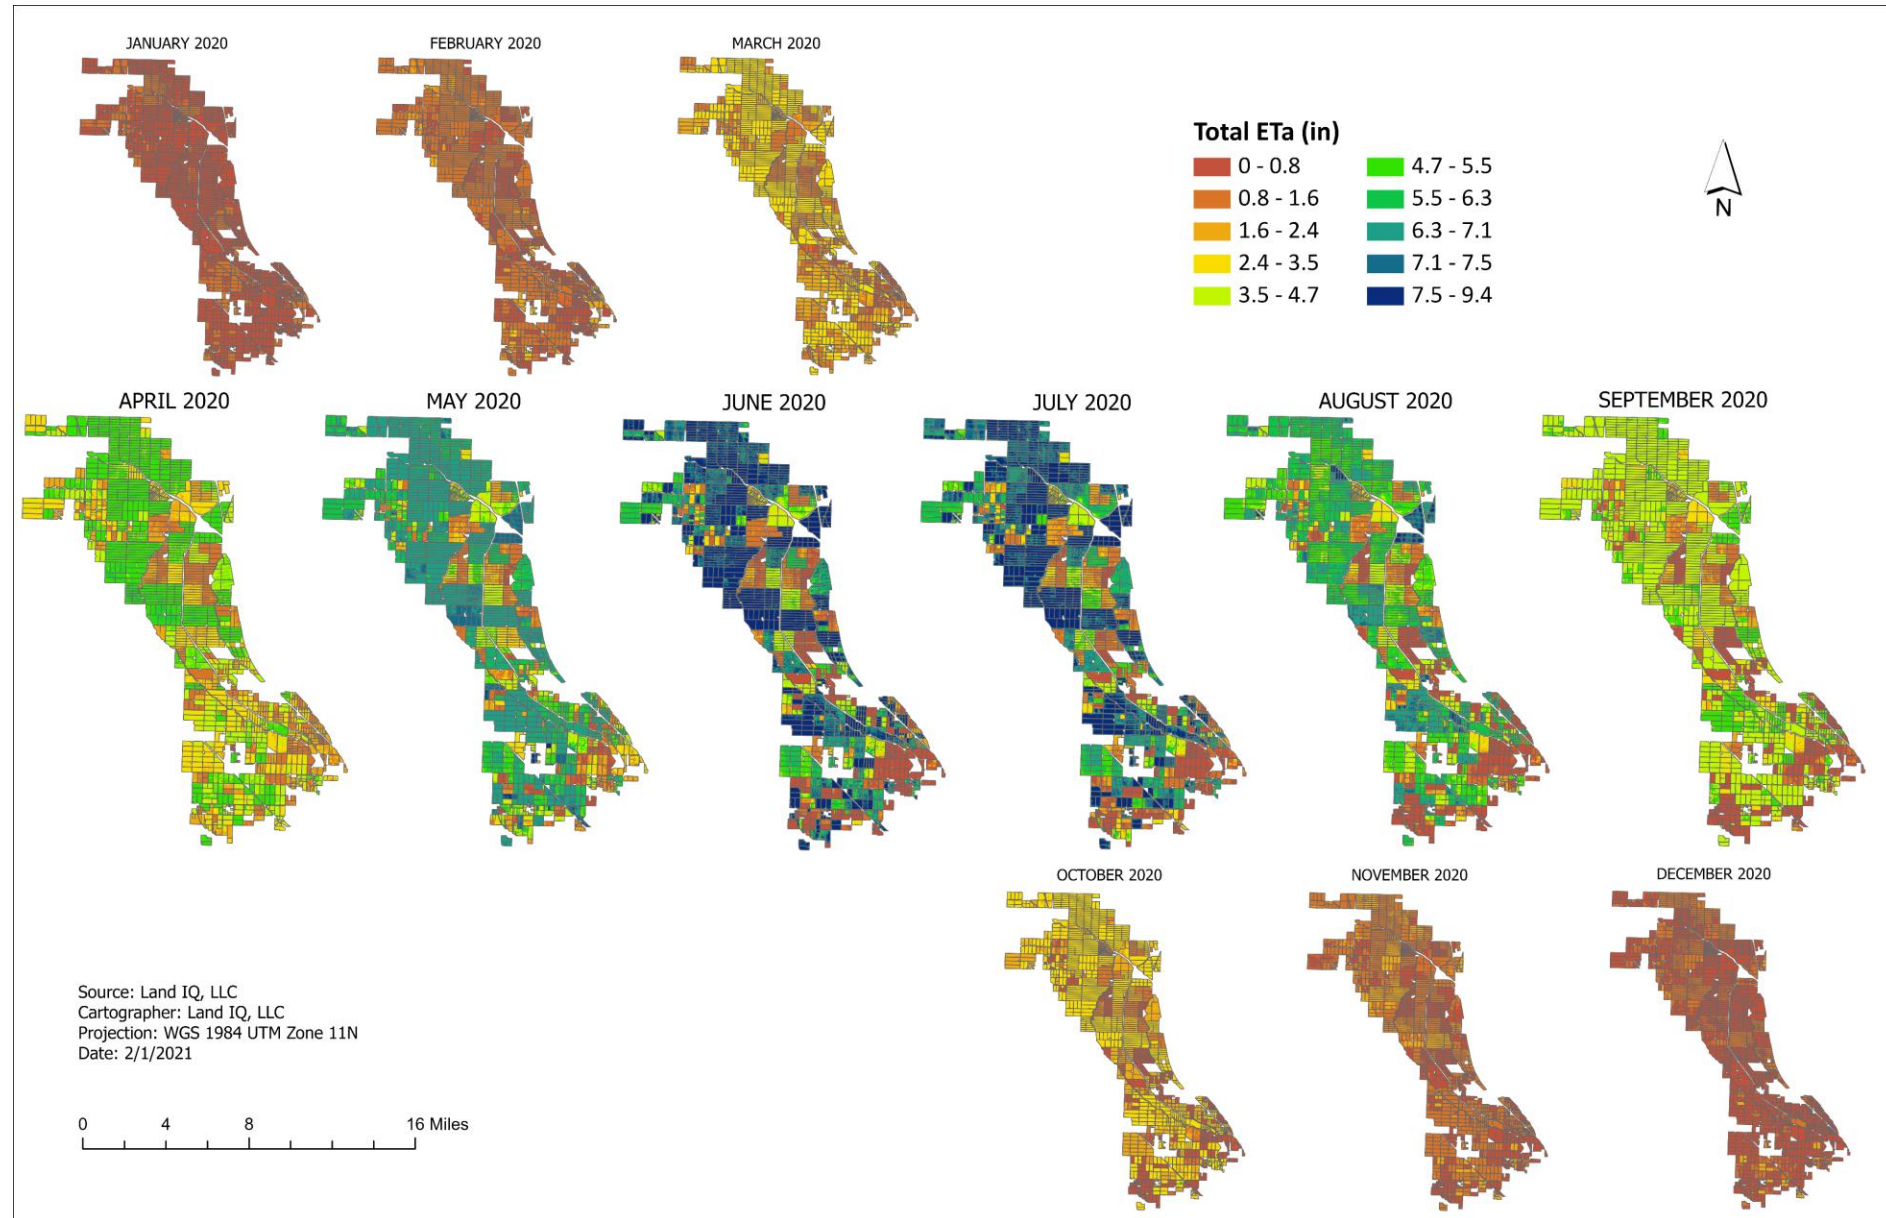 JANUARY 2020
FEBRUARY 2020
MARCH 2020
Total ETa (in)
0 - 0.8
0.8 - 1.6
1.6 - 2.4
2.4 - 3.5
3.5 - 4.7
4.7 - 5.5
5.5 - 6.3
6.3 - 7.1
7.1 - 7.5
7.5 - 9.4
N
APRIL 2020
MAY 2020
JUNE 2020
JULY 2020
AUGUST 2020
SEPTEMBER 2020
OCTOBER 2020
NOVEMBER 2020
DECEMBER 2020
Source: Land IQ, LLC
Cartographer: Land IQ, LLC
Projection: WGS 1984 UTM Zone 11N
Date: 2/1/2021
0 4 8 16 Miles